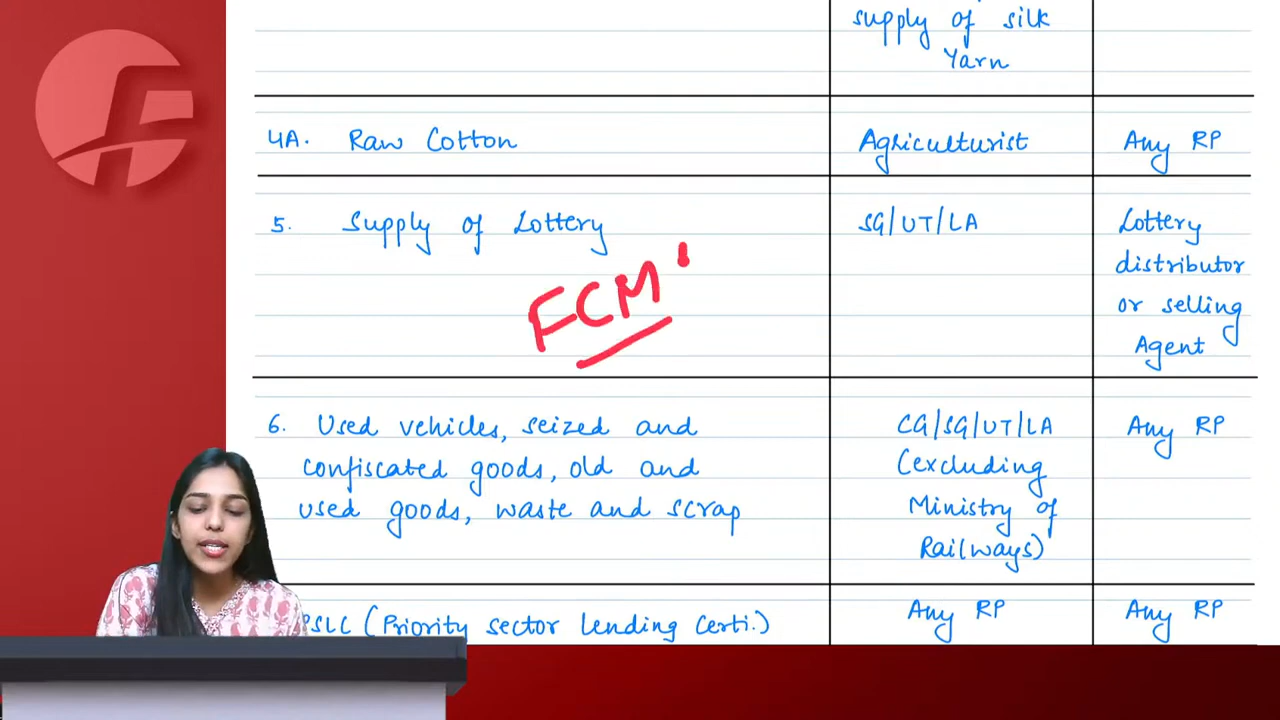 supply of silk
Yarn
4A. Raw Cotton Agriculturist Any RP
5. Supply of Lottery SG/UT/LA Lottery
distributor
or selling
Agent
FCM
6. Used vehicles, seized and CG/SG/UT/LA Any RP
confiscated goods, old and (excluding
used goods, waste and scrap Ministry of
Railways)
PSLC (Priority sector Lending Certi.) Any RP Any RP